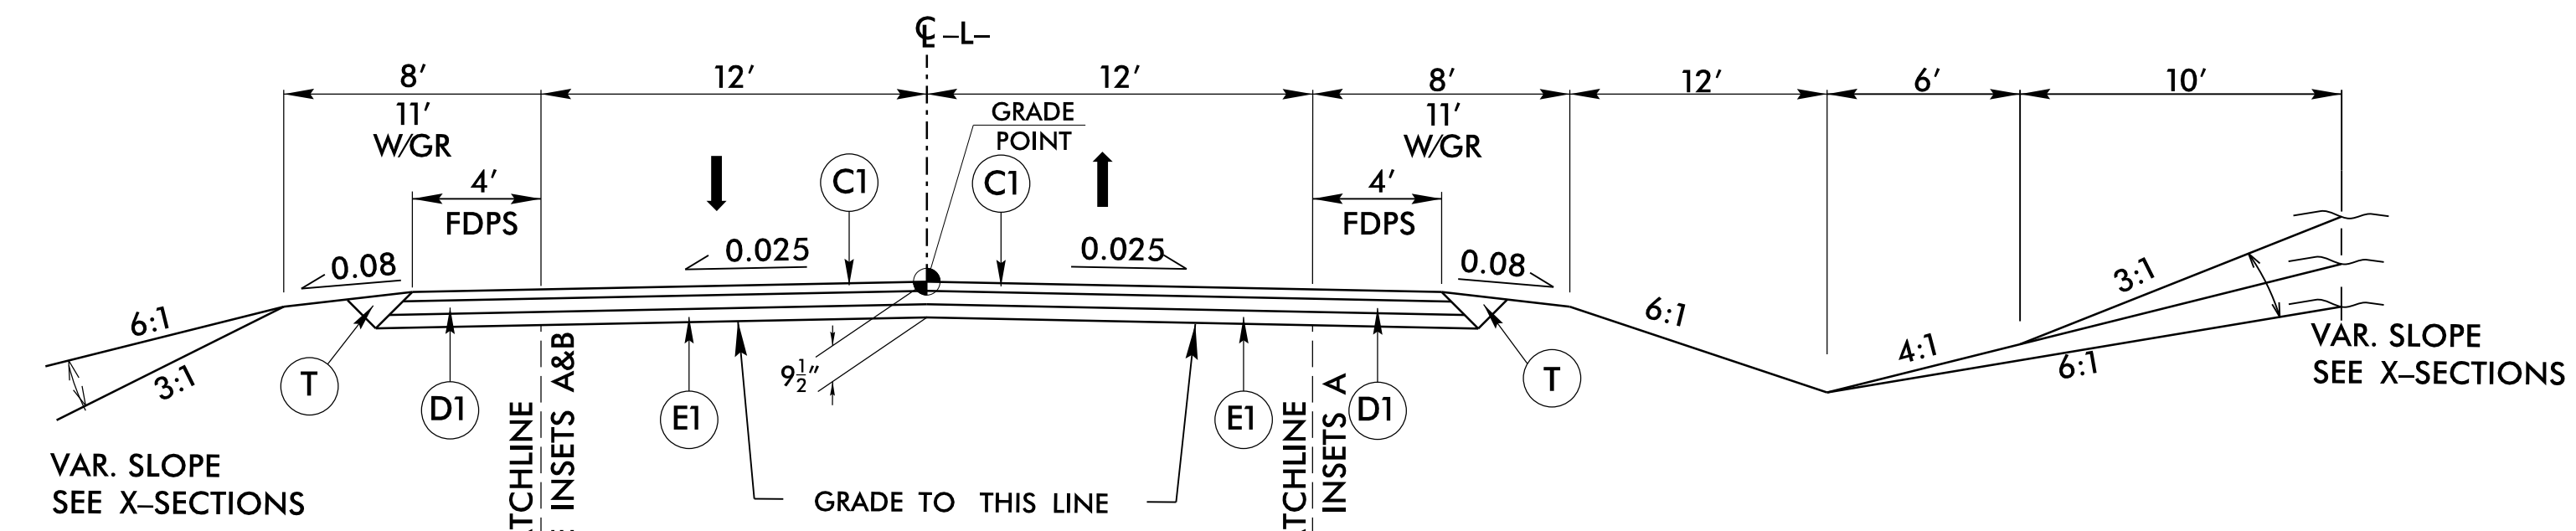 ℄ –L–
8' 12' 12' 8' 12' 6' 10'
11'
W/GR
GRADE
POINT
11'
W/GR
4'
FDPS
C1
C1
4'
FDPS
0.08
0.025
0.025
0.08
6:1
3:1
6:1
3:1
4:1
6:1
9½"
T
D1
E1
E1
D1
T
VAR. SLOPE
SEE X–SECTIONS
VAR. SLOPE
SEE X–SECTIONS
TCHLINE
INSETS A&B
TCHLINE
INSETS A
GRADE TO THIS LINE